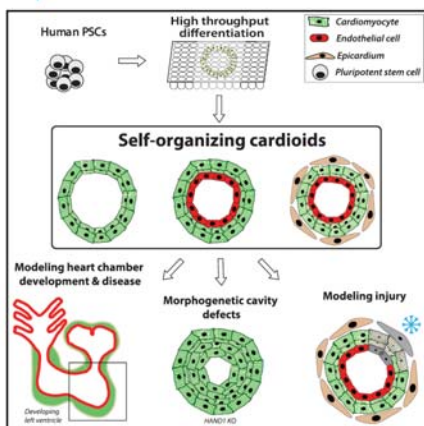 Human PSCs
High throughput
differentiation
Cardiomyocyte
Endothelial cell
Epicardium
Pluripotent stem cell
Self-organizing cardioids
Modeling heart chamber
development & disease
Morphogenetic cavity
defects
Modeling injury
Developing
left ventricle
HAND1 KO